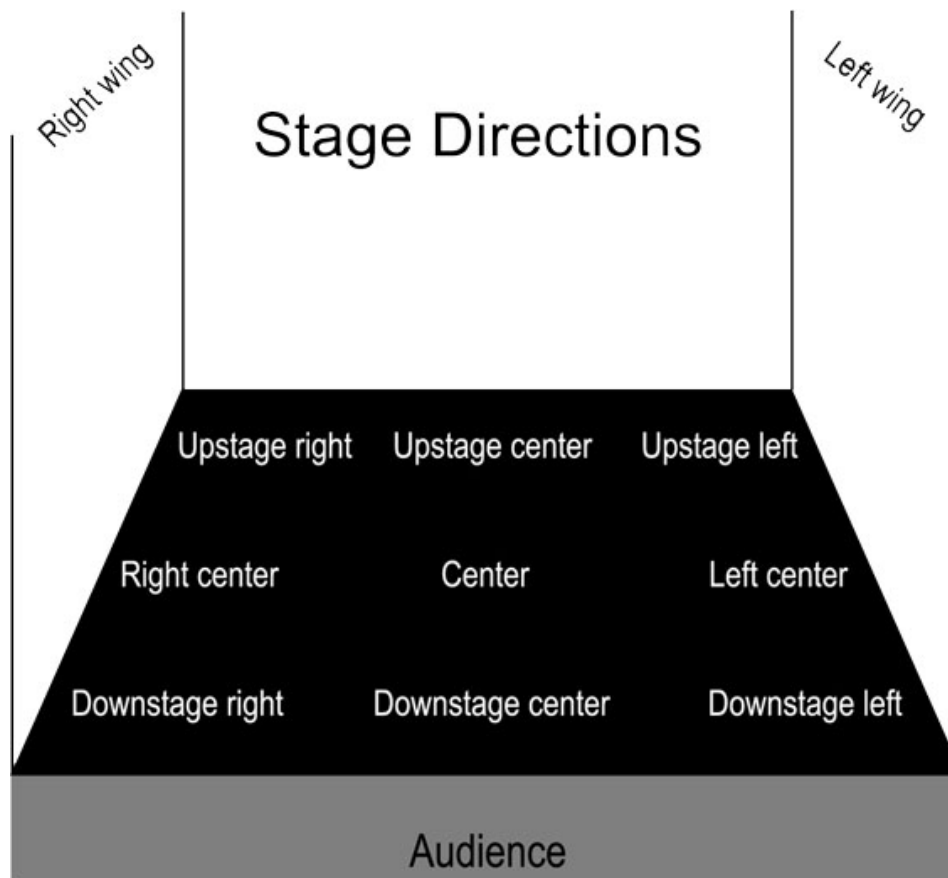 Right wing
Left wing
Stage Directions
Upstage right Upstage center Upstage left
Right center Center Left center
Downstage right Downstage center Downstage left
Audience